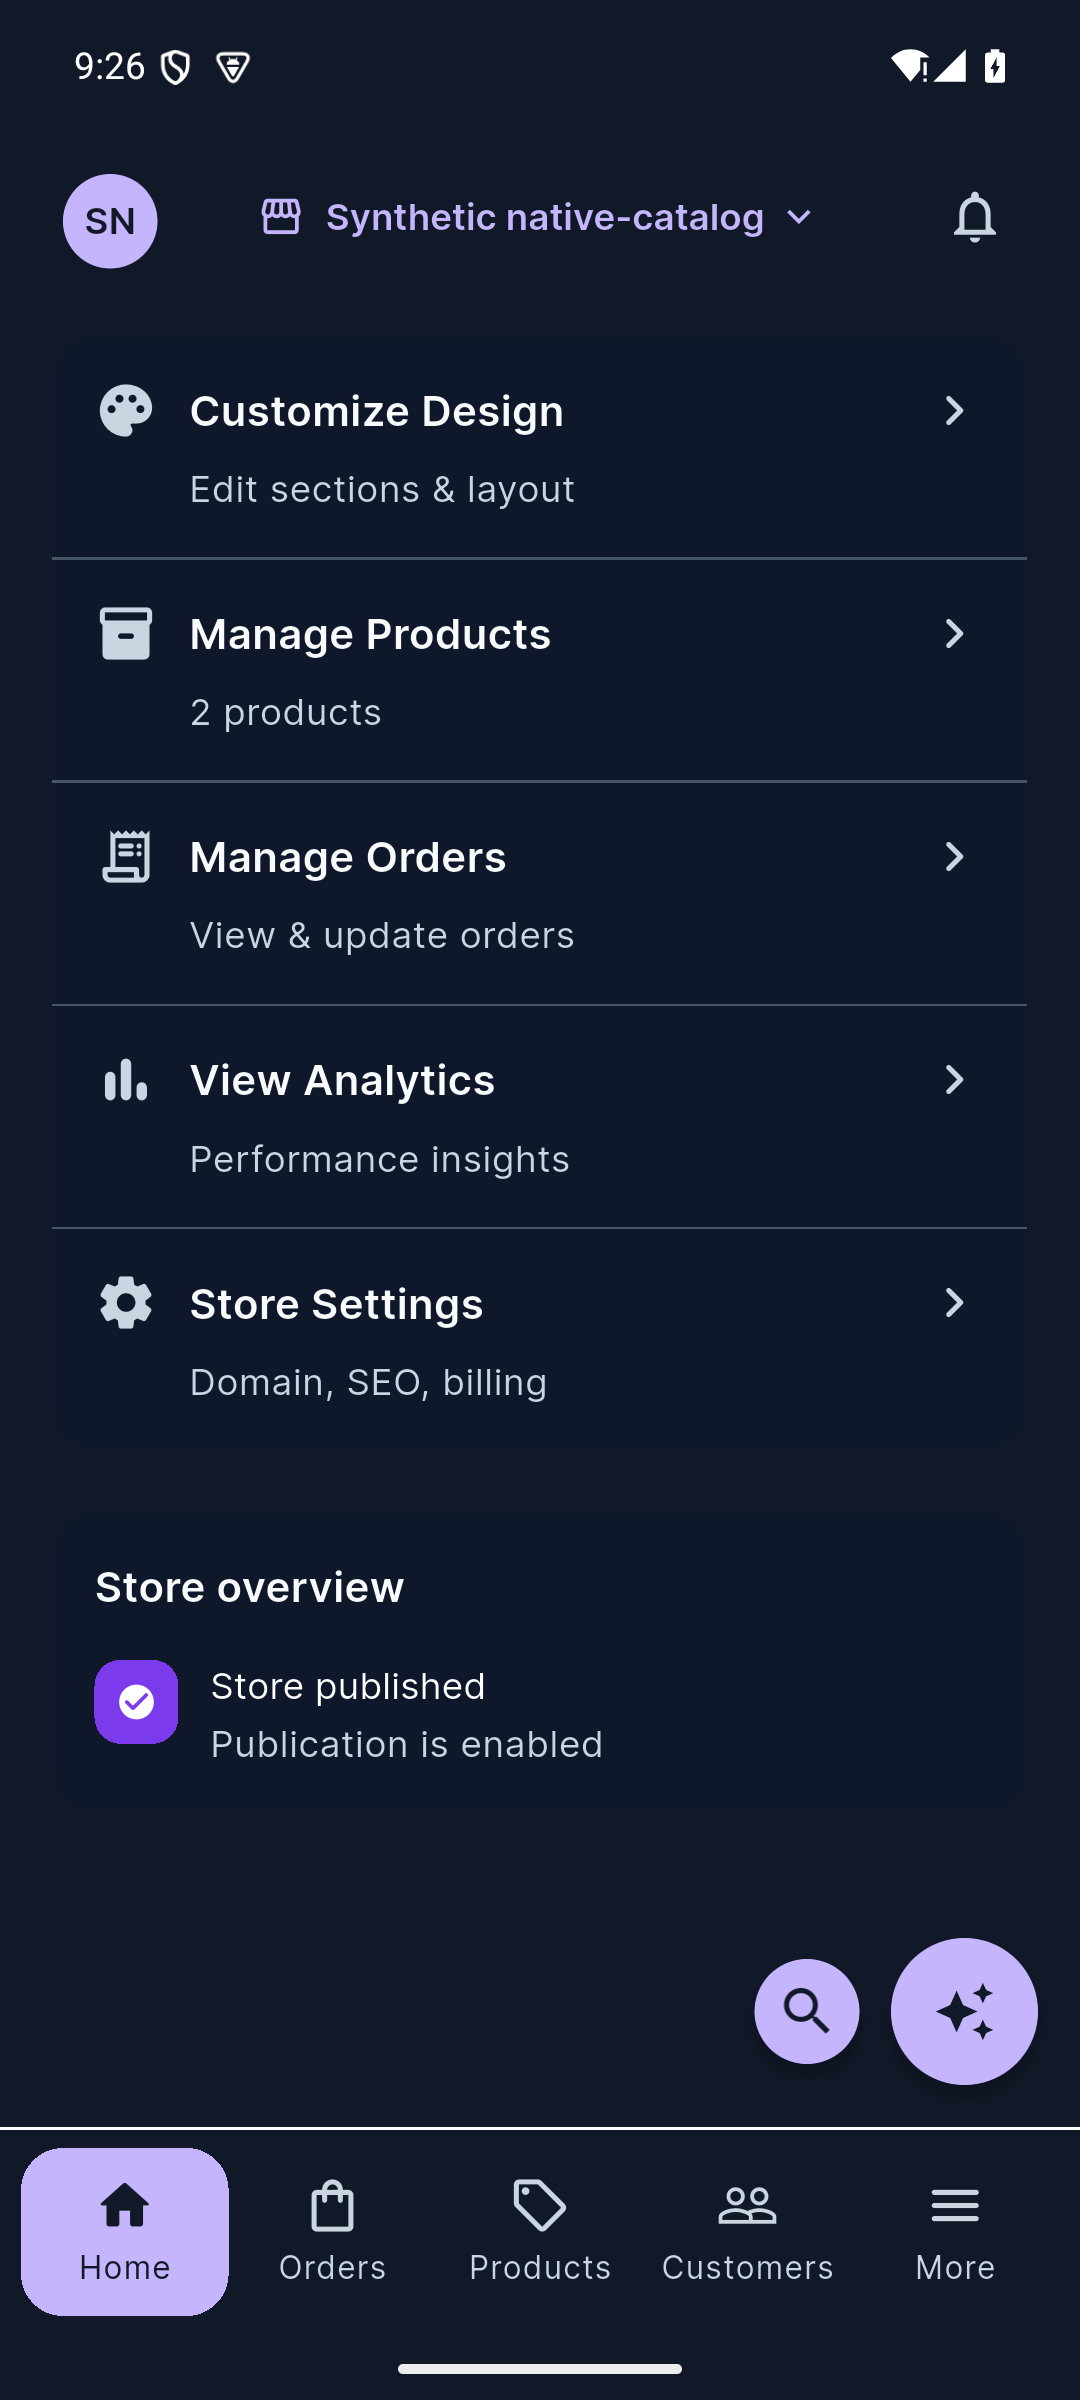 9:26
SN
Synthetic native-catalog
Customize Design
Edit sections & layout
Manage Products
2 products
Manage Orders
View & update orders
View Analytics
Performance insights
Store Settings
Domain, SEO, billing
Store overview
Store published
Publication is enabled
Home
Orders
Products
Customers
More